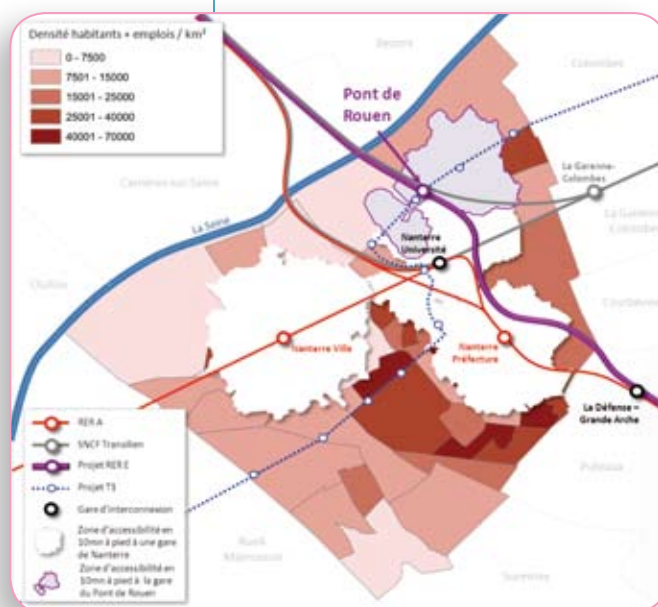 Densité habitants + emplois / km²
0 - 7500
7501 - 15000
15001 - 25000
25001 - 40000
40001 - 70000
Bezons
Colombes
Pont de
Rouen
La Garenne-
Colombes
Carrières-sur-Seine
La Garenne
Colombes
La Seine
Nanterre
Université
Chatou
Courbevoie
Nanterre Ville
Nanterre
Préfecture
La Défense –
Grande Arche
RER A
SNCF Transilien
Projet RER E
Projet T1
Gare d'interconnexion
Zone d'accessibilité en
10mn à pied à une gare
de Nanterre
Zone d'accessibilité en
10mn à pied à la gare
du Pont de Rouen
Puteaux
Rueil
Malmaison
Suresnes